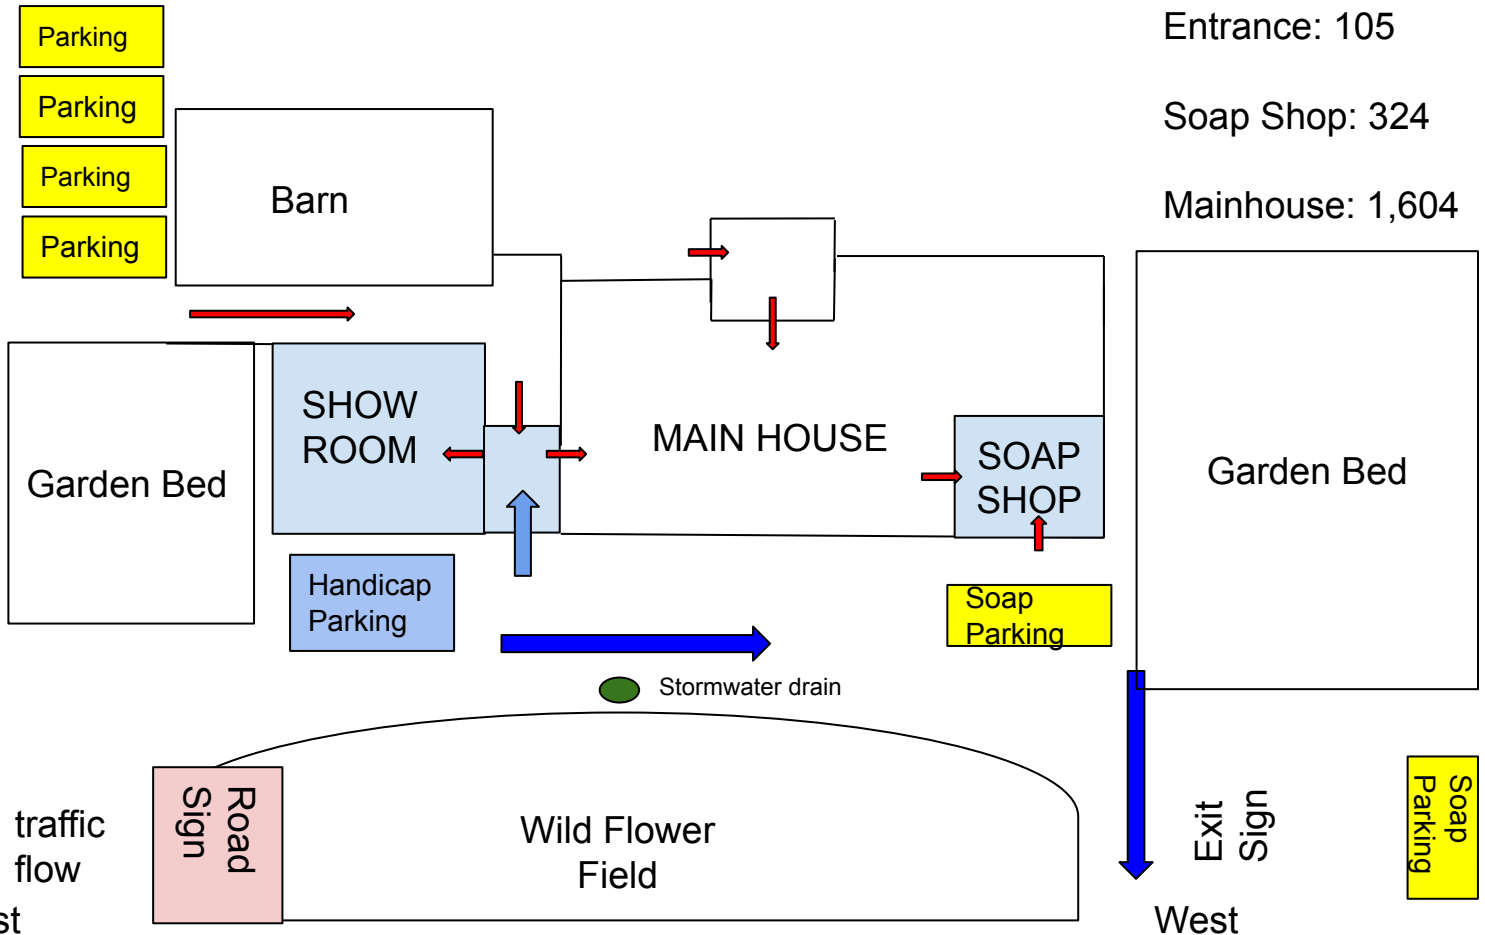 Parking
Entrance: 105
Parking
Soap Shop: 324
Parking
Barn
Mainhouse: 1,604
Parking
SHOW
ROOM
MAIN HOUSE
SOAP
SHOP
Garden Bed
Garden Bed
Handicap
Parking
Soap
Parking
Stormwater drain
Road
Sign
traffic
flow
Wild Flower
Field
Exit
Sign
Soap
Parking
West